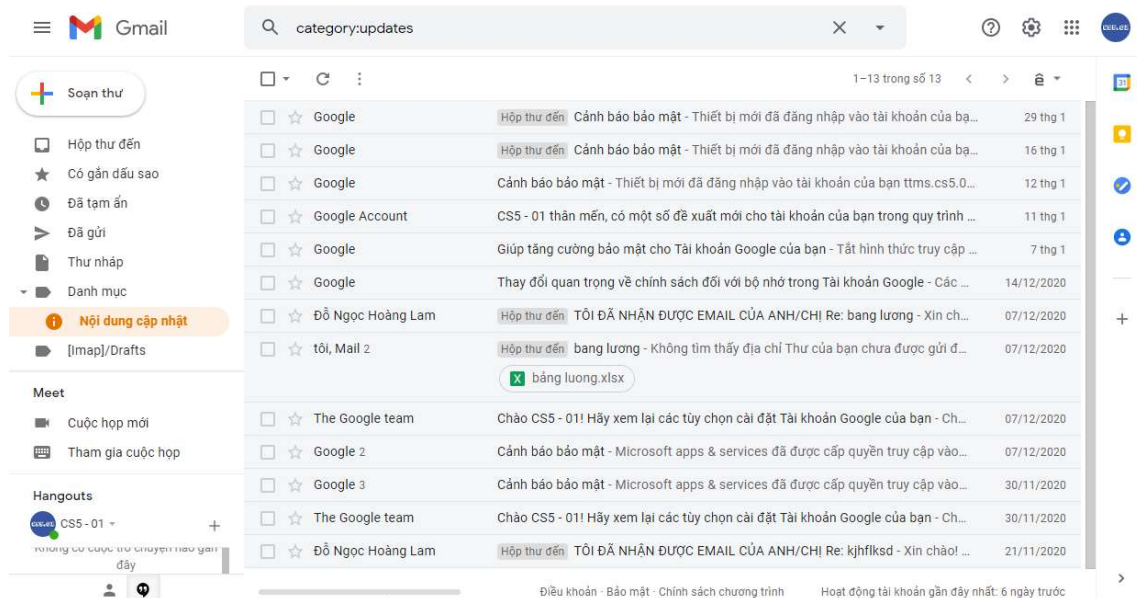 Gmail
category:updates
Soạn thư
1–13 trong số 13
Hộp thư đến
Có gắn dấu sao
Đã tạm ẩn
Đã gửi
Thư nháp
Danh mục
Nội dung cập nhật
[Imap]/Drafts
Meet
Cuộc họp mới
Tham gia cuộc họp
Hangouts
CS5 - 01
Không có cuộc trò chuyện nào gần
đây
Google Hộp thư đến Cảnh báo bảo mật - Thiết bị mới đã đăng nhập vào tài khoản của bạ... 29 thg 1
Google Hộp thư đến Cảnh báo bảo mật - Thiết bị mới đã đăng nhập vào tài khoản của bạ... 16 thg 1
Google Cảnh báo bảo mật - Thiết bị mới đã đăng nhập vào tài khoản của bạn ttms.cs5.0... 12 thg 1
Google Account CS5 - 01 thân mến, có một số đề xuất mới cho tài khoản của bạn trong quy trình ... 11 thg 1
Google Giúp tăng cường bảo mật cho Tài khoản Google của bạn - Tắt hình thức truy cập ... 7 thg 1
Google Thay đổi quan trọng về chính sách đối với bộ nhớ trong Tài khoản Google - Các ... 14/12/2020
Đỗ Ngọc Hoàng Lam Hộp thư đến TÔI ĐÃ NHẬN ĐƯỢC EMAIL CỦA ANH/CHỊ Re: bang lương - Xin ch... 07/12/2020
tôi, Mail 2 Hộp thư đến bang lương - Không tìm thấy địa chỉ Thư của bạn chưa được gửi đ... 07/12/2020
bảng luong.xlsx
The Google team Chào CS5 - 01! Hãy xem lại các tùy chọn cài đặt Tài khoản Google của bạn - Ch... 07/12/2020
Google 2 Cảnh báo bảo mật - Microsoft apps & services đã được cấp quyền truy cập vào... 07/12/2020
Google 3 Cảnh báo bảo mật - Microsoft apps & services đã được cấp quyền truy cập vào... 30/11/2020
The Google team Chào CS5 - 01! Hãy xem lại các tùy chọn cài đặt Tài khoản Google của bạn - Ch... 30/11/2020
Đỗ Ngọc Hoàng Lam Hộp thư đến TÔI ĐÃ NHẬN ĐƯỢC EMAIL CỦA ANH/CHỊ Re: kjhflksd - Xin chào! ... 21/11/2020
Điều khoản · Bảo mật · Chính sách chương trình Hoạt động tài khoản gần đây nhất: 6 ngày trước